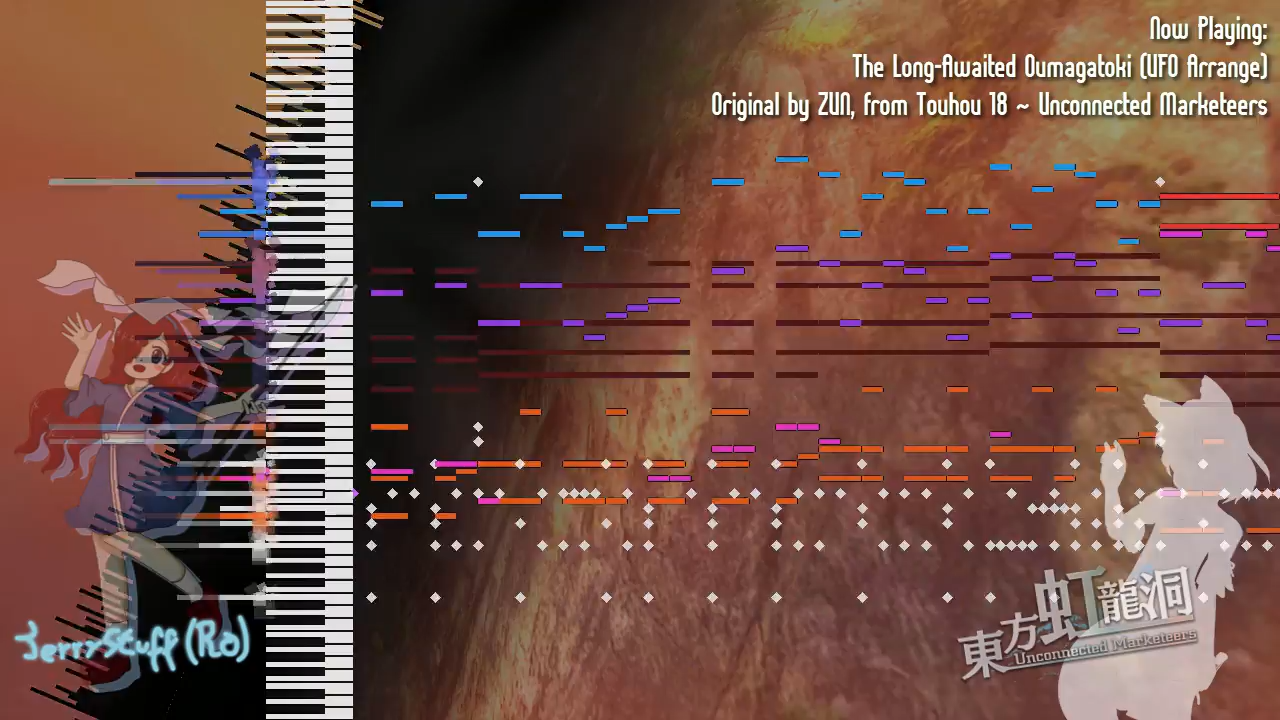 Now Playing:
The Long-Awaited Oumagatoki (UFO Arrange)
Original by ZUN, from Touhou 18 ~ Unconnected Marketeers
東方虹龍洞
Unconnected Marketeers
JerryScuff (Ro)